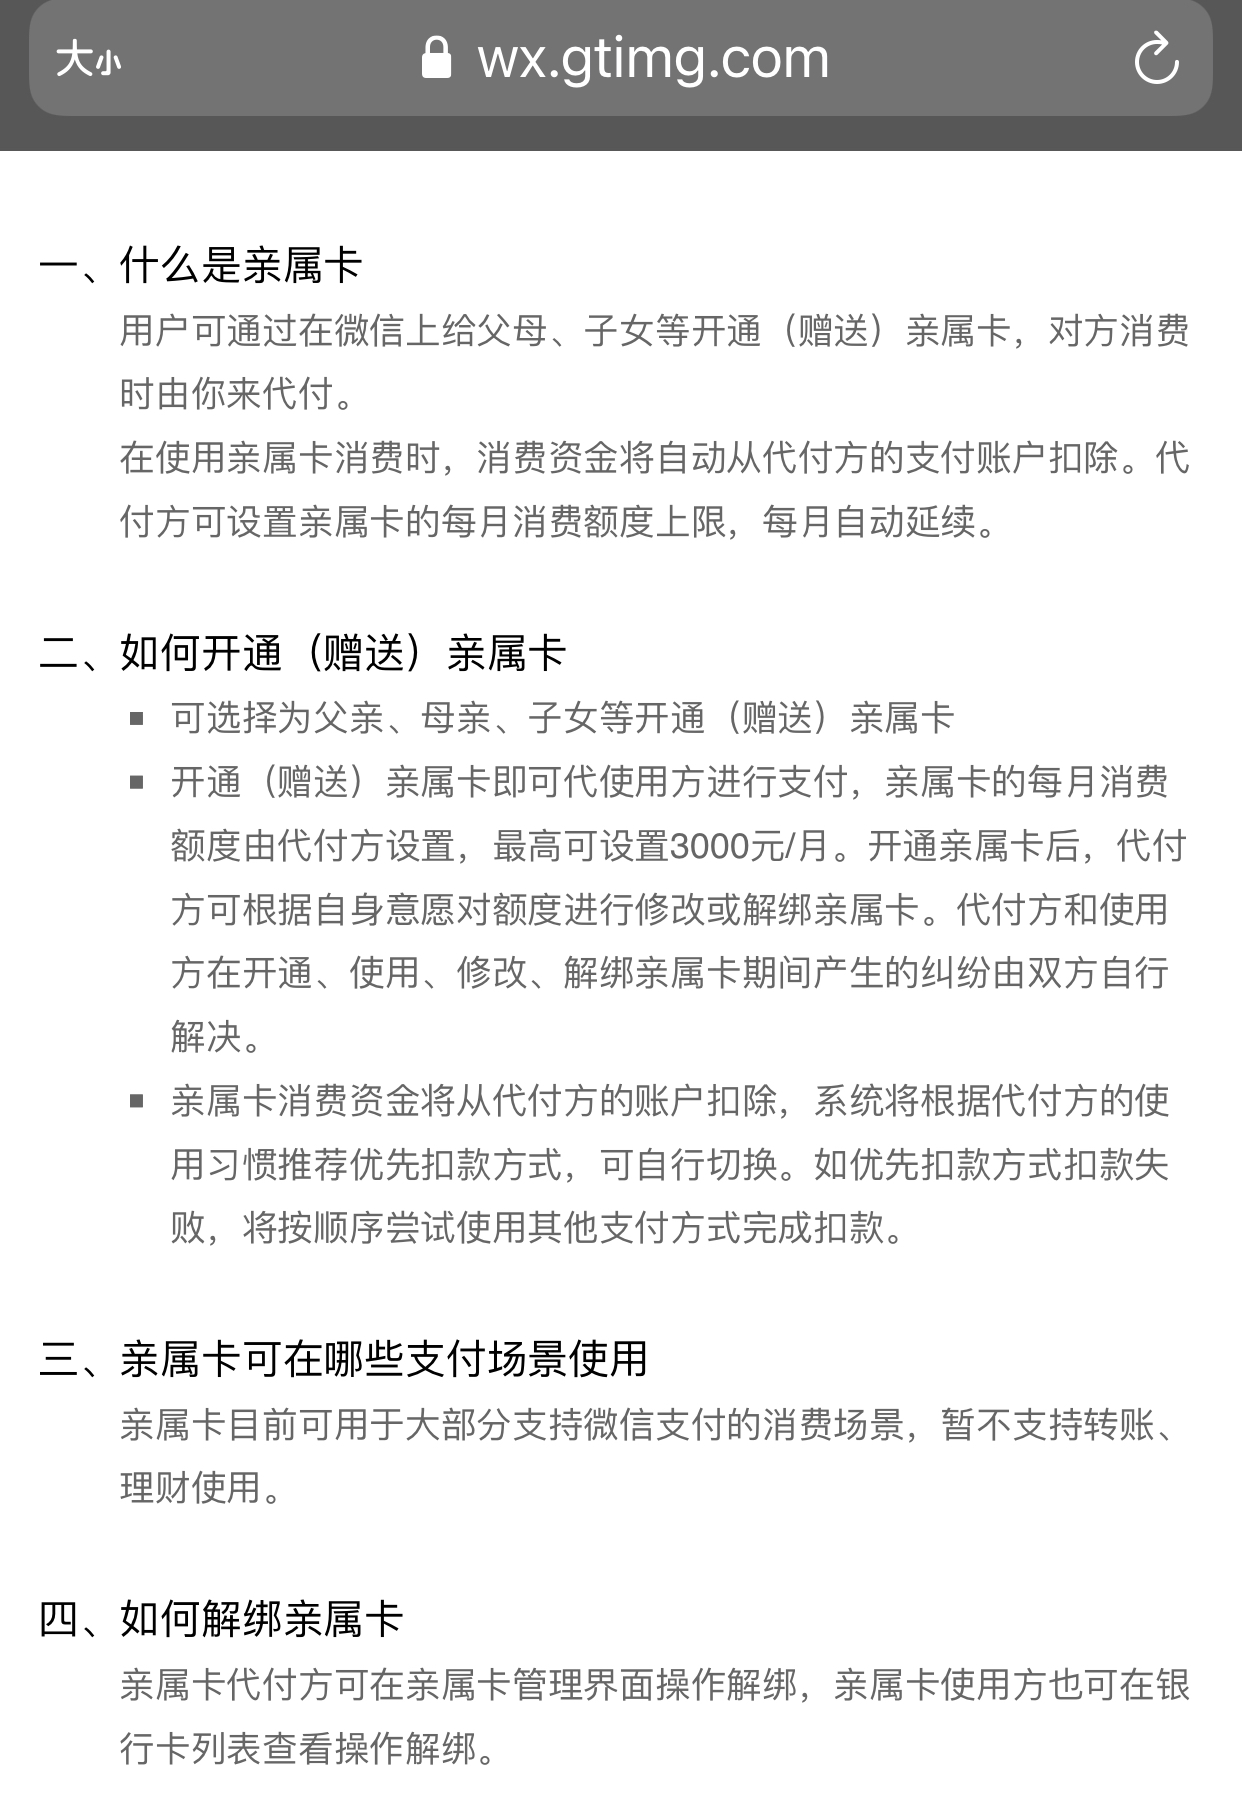 大小
wx.gtimg.com
一、什么是亲属卡
用户可通过在微信上给父母、子女等开通（赠送）亲属卡，对方消费
时由你来代付。
在使用亲属卡消费时，消费资金将自动从代付方的支付账户扣除。代
付方可设置亲属卡的每月消费额度上限，每月自动延续。
二、如何开通（赠送）亲属卡
▪ 可选择为父亲、母亲、子女等开通（赠送）亲属卡
▪ 开通（赠送）亲属卡即可代使用方进行支付，亲属卡的每月消费
额度由代付方设置，最高可设置3000元/月。开通亲属卡后，代付
方可根据自身意愿对额度进行修改或解绑亲属卡。代付方和使用
方在开通、使用、修改、解绑亲属卡期间产生的纠纷由双方自行
解决。
▪ 亲属卡消费资金将从代付方的账户扣除，系统将根据代付方的使
用习惯推荐优先扣款方式，可自行切换。如优先扣款方式扣款失
败，将按顺序尝试使用其他支付方式完成扣款。
三、亲属卡可在哪些支付场景使用
亲属卡目前可用于大部分支持微信支付的消费场景，暂不支持转账、
理财使用。
四、如何解绑亲属卡
亲属卡代付方可在亲属卡管理界面操作解绑，亲属卡使用方也可在银
行卡列表查看操作解绑。